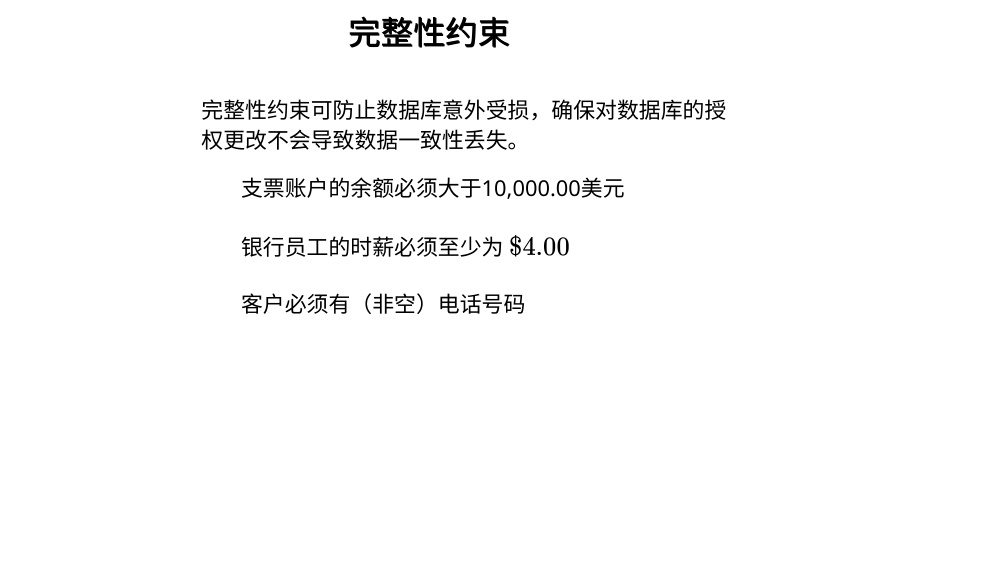 完整性约束
完整性约束可防止数据库意外受损，确保对数据库的授
权更改不会导致数据一致性丢失。
支票账户的余额必须大于10,000.00美元
银行员工的时薪必须至少为 $4.00
客户必须有（非空）电话号码